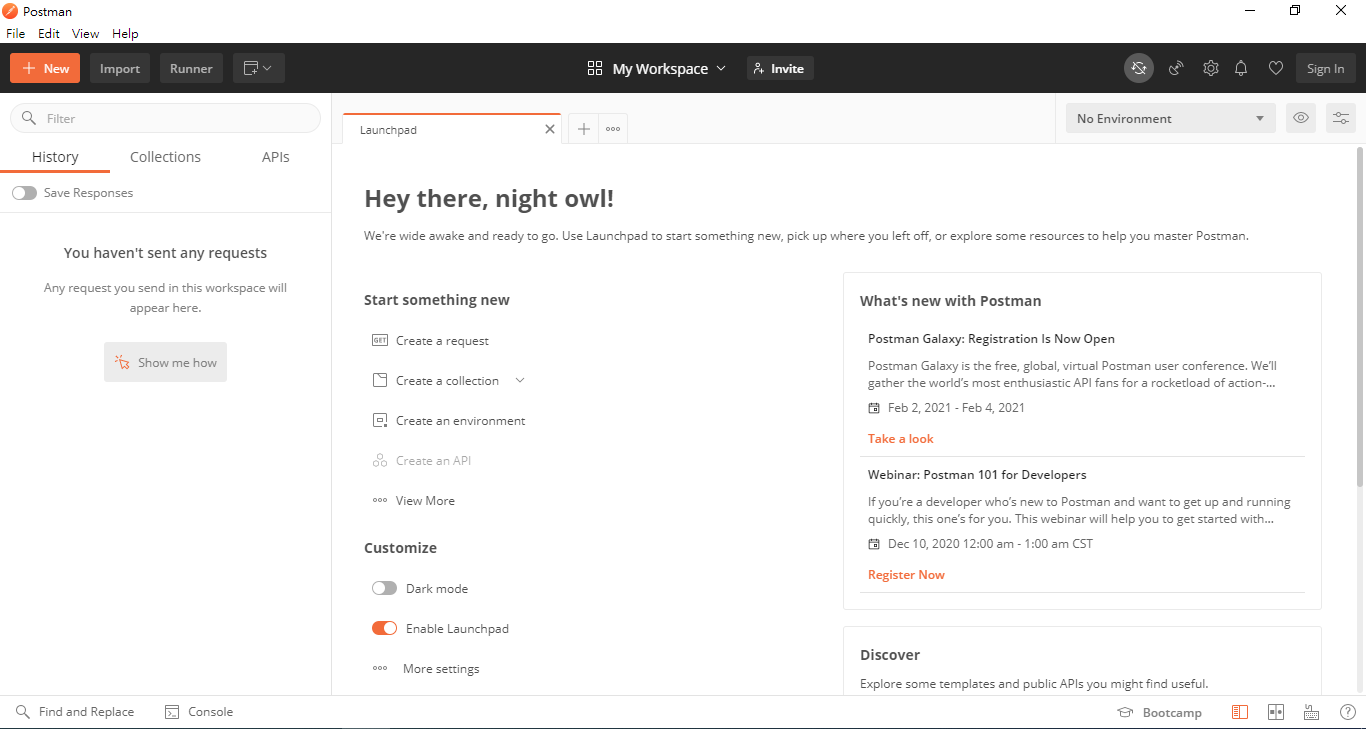 Postman
File Edit View Help
New Import Runner My Workspace Invite Sign In
Filter
History Collections APIs
Save Responses
You haven't sent any requests
Any request you send in this workspace will
appear here.
Show me how
Launchpad
No Environment
Hey there, night owl!
We're wide awake and ready to go. Use Launchpad to start something new, pick up where you left off, or explore some resources to help you master Postman.
Start something new
GET Create a request
Create a collection
Create an environment
Create an API
View More
Customize
Dark mode
Enable Launchpad
More settings
What's new with Postman
Postman Galaxy: Registration Is Now Open
Postman Galaxy is the free, global, virtual Postman user conference. We’ll
gather the world’s most enthusiastic API fans for a rocketload of action-...
Feb 2, 2021 - Feb 4, 2021
Take a look
Webinar: Postman 101 for Developers
If you’re a developer who’s new to Postman and want to get up and running
quickly, this one’s for you. This webinar will help you to get started with...
Dec 10, 2020 12:00 am - 1:00 am CST
Register Now
Discover
Explore some templates and public APIs you might find useful.
Find and Replace Console Bootcamp